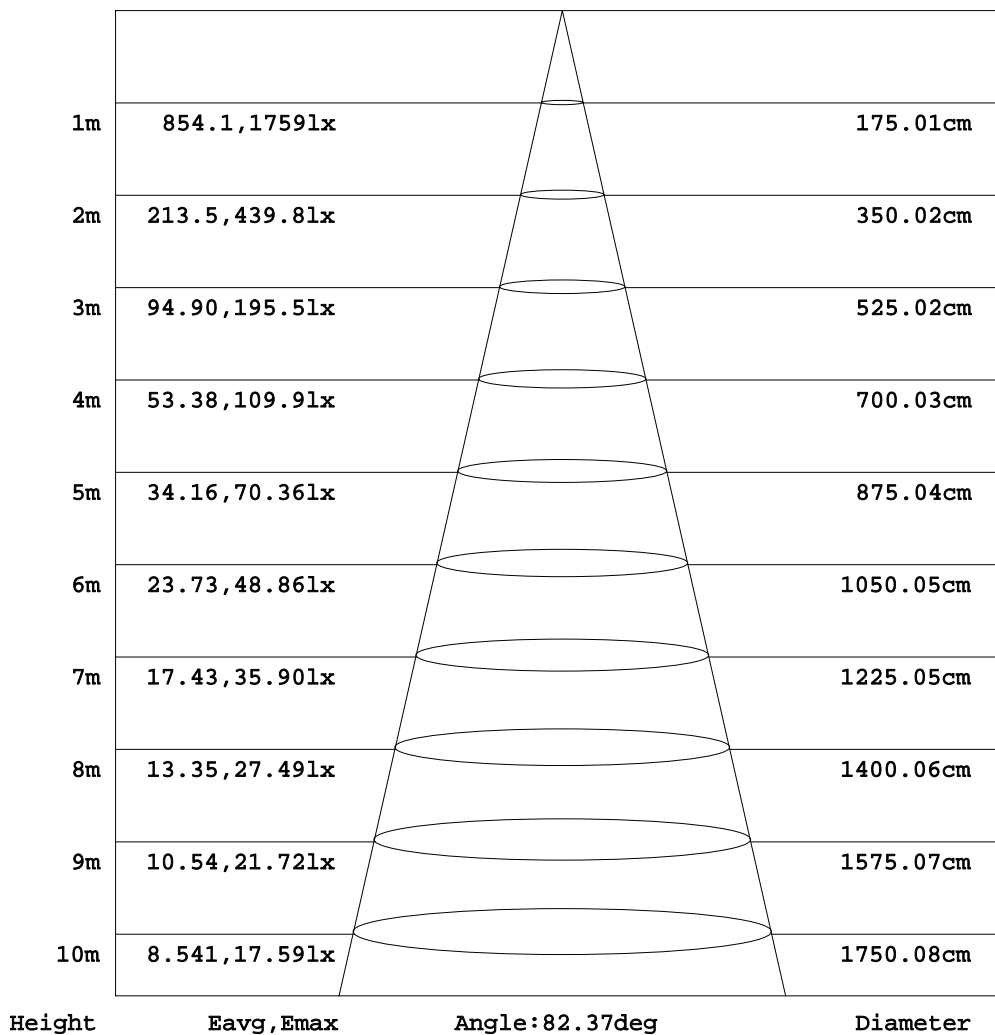 1m 854.1,1759lx 175.01cm
2m 213.5,439.8lx 350.02cm
3m 94.90,195.5lx 525.02cm
4m 53.38,109.9lx 700.03cm
5m 34.16,70.36lx 875.04cm
6m 23.73,48.86lx 1050.05cm
7m 17.43,35.90lx 1225.05cm
8m 13.35,27.49lx 1400.06cm
9m 10.54,21.72lx 1575.07cm
10m 8.541,17.59lx 1750.08cm
Height Eavg,Emax Angle:82.37deg Diameter